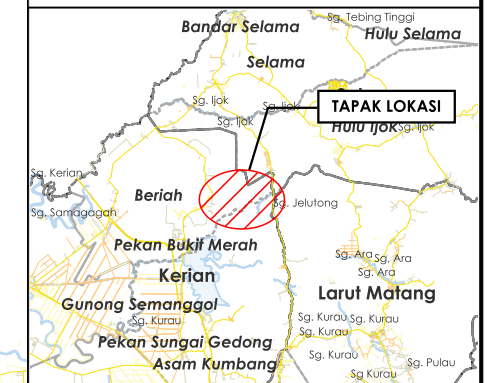 Sg. Tebing Tinggi
Bandar Selama
Hulu Selama
Selama
Sg. Ijok
Sg. Ijok
TAPAK LOKASI
Sg. Ijok
Hulu Ijok
Sg. Ijok
Sg. Kerian
Beriah
Sg. Jelutong
Sg. Samagagah
Pekan Bukit Merah
Sg. Ara
Sg. Ara
Kerian
Sg. Ara
Larut Matang
Gunong Semanggol
Sg. Kurau
Sg. Kurau
Sg. Kurau
Sg. Kurau
Pekan Sungai Gedong
Sg. Kurau
Sg. Pulau
Asam Kumbang
Sg Kurau